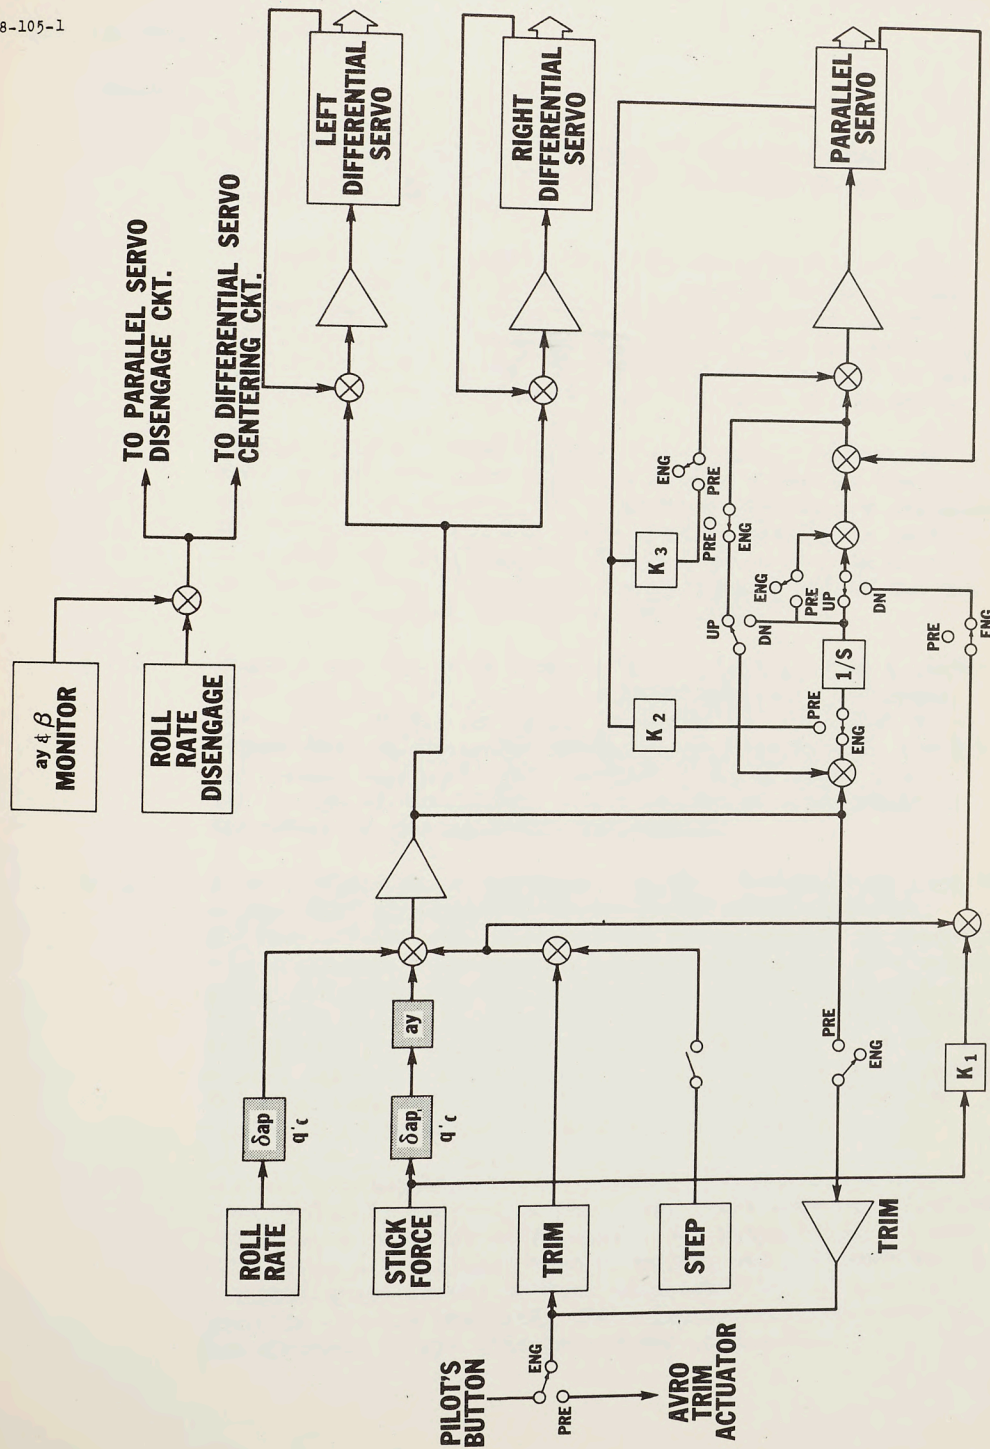 8-105-1
ay & β
MONITOR
ROLL
RATE
DISENGAGE
TO PARALLEL SERVO
DISENGAGE CKT.
TO DIFFERENTIAL SERVO
CENTERING CKT.
LEFT
DIFFERENTIAL
SERVO
RIGHT
DIFFERENTIAL
SERVO
PARALLEL
SERVO
ROLL
RATE
δap
q'c
STICK
FORCE
δap
q'c
ay
TRIM
STEP
PILOT'S
BUTTON
ENG
PRE
AVRO
TRIM
ACTUATOR
TRIM
PRE
ENG
K1
K2
PRE
ENG
1/S
UP
DN
K3
ENG
PRE
PRE
ENG
ENG
PRE
UP
DN
PRE
ENG